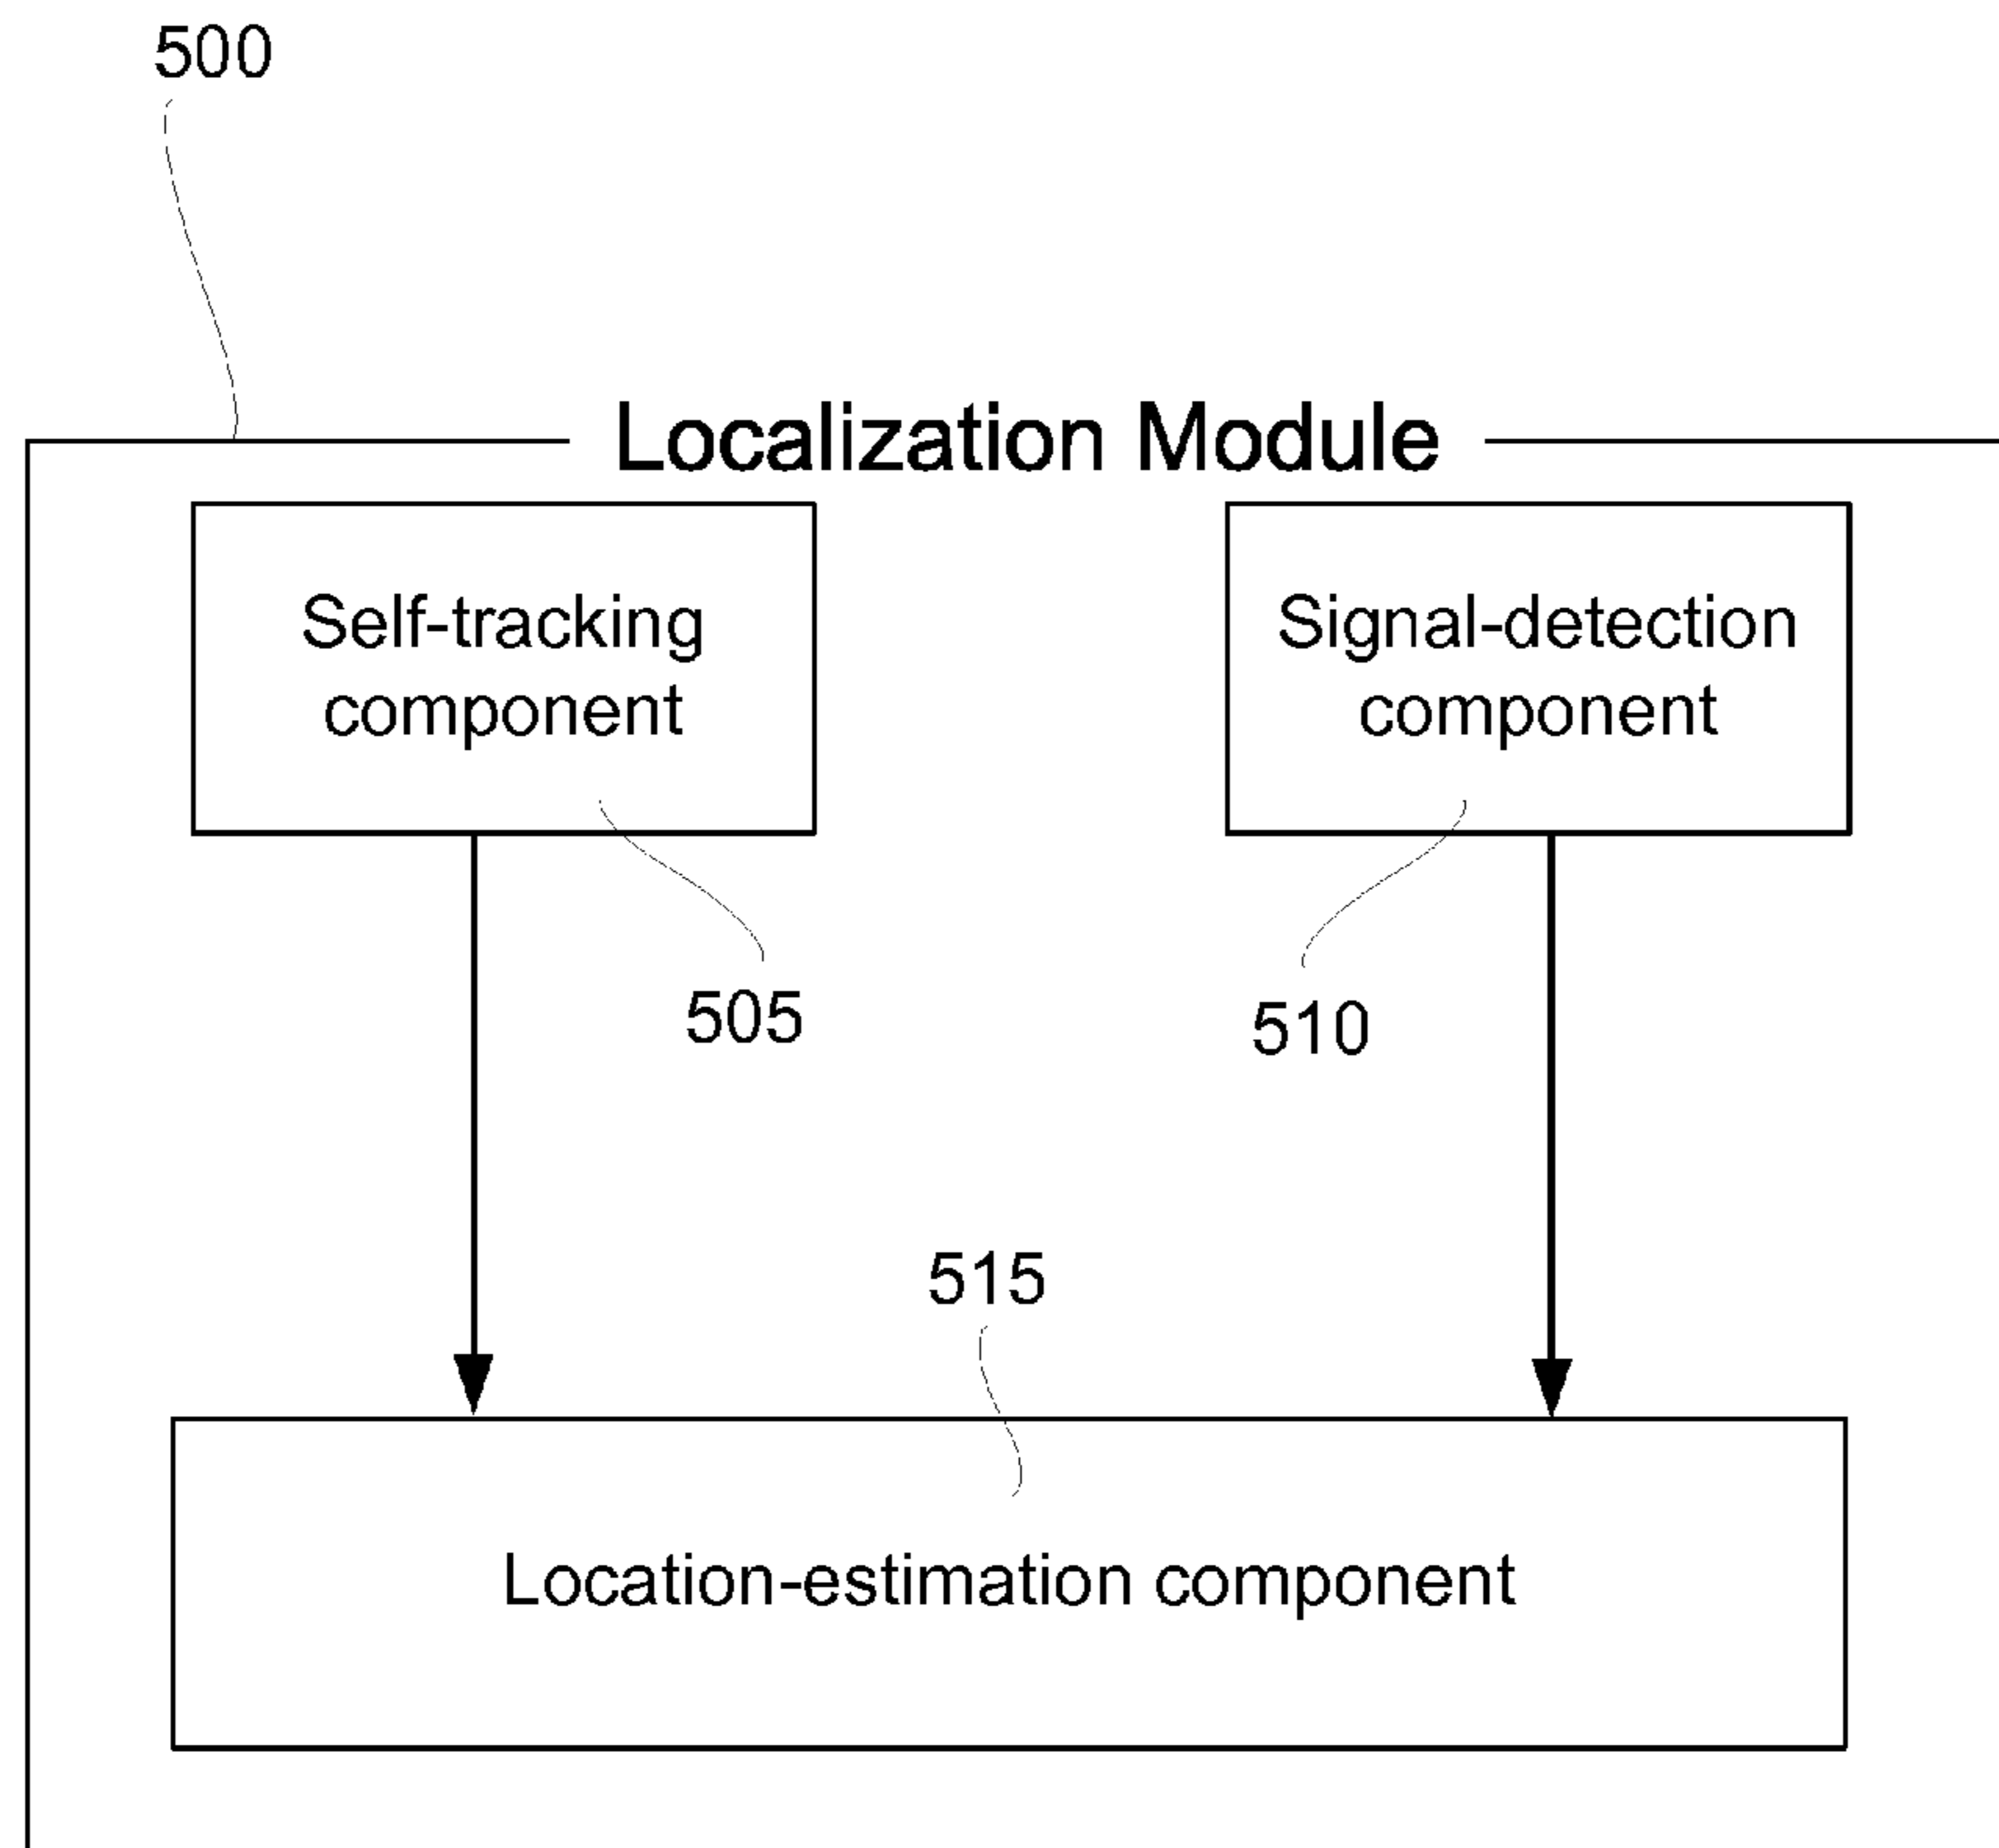 500
Localization Module
Self-tracking
component
Signal-detection
component
505
510
515
Location-estimation component